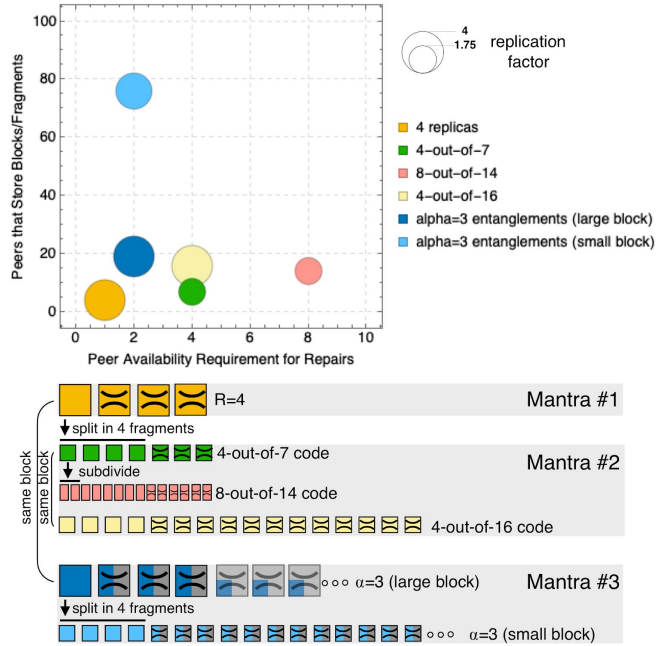 100
80
60
40
20
0
0 2 4 6 8 10
Peers that Store Blocks/Fragments
Peer Availability Requirement for Repairs
4
1.75
replication
factor
4 replicas
4-out-of-7
8-out-of-14
4-out-of-16
alpha=3 entanglements (large block)
alpha=3 entanglements (small block)
R=4
Mantra #1
split in 4 fragments
4-out-of-7 code
Mantra #2
subdivide
8-out-of-14 code
4-out-of-16 code
same block
same block
α=3 (large block)
Mantra #3
split in 4 fragments
α=3 (small block)